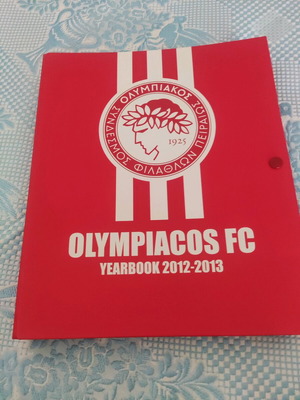 ΟΛΥΜΠΙΑΚΟΣ
ΣΥΝΔΕΣΜΟΣ ΦΙΛΑΘΛΩΝ ΠΕΙΡΑΙΩΣ
1925
OLYMPIACOS FC
YEARBOOK 2012-2013